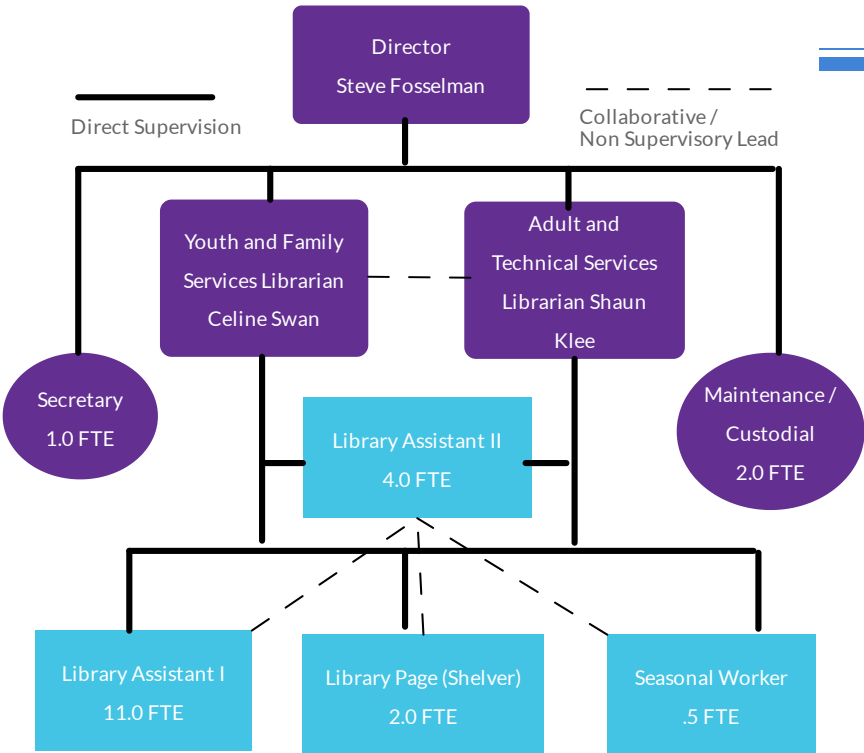 Director
Steve Fosselman
Direct Supervision
Collaborative /
Non Supervisory Lead
Youth and Family
Services Librarian
Celine Swan
Adult and
Technical Services
Librarian Shaun
Klee
Secretary
1.0 FTE
Library Assistant II
4.0 FTE
Maintenance /
Custodial
2.0 FTE
Library Assistant I
11.0 FTE
Library Page (Shelver)
2.0 FTE
Seasonal Worker
.5 FTE